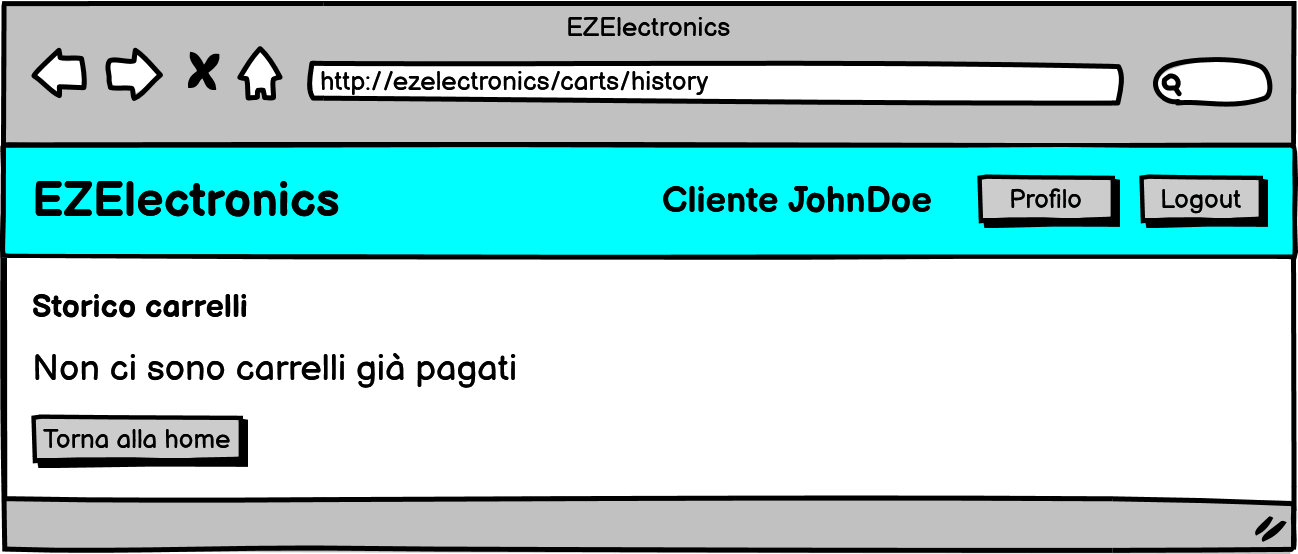 EZElectronics
http://ezelectronics/carts/history
EZElectronics
Cliente JohnDoe
Profilo
Logout
Storico carrelli
Non ci sono carrelli già pagati
Torna alla home